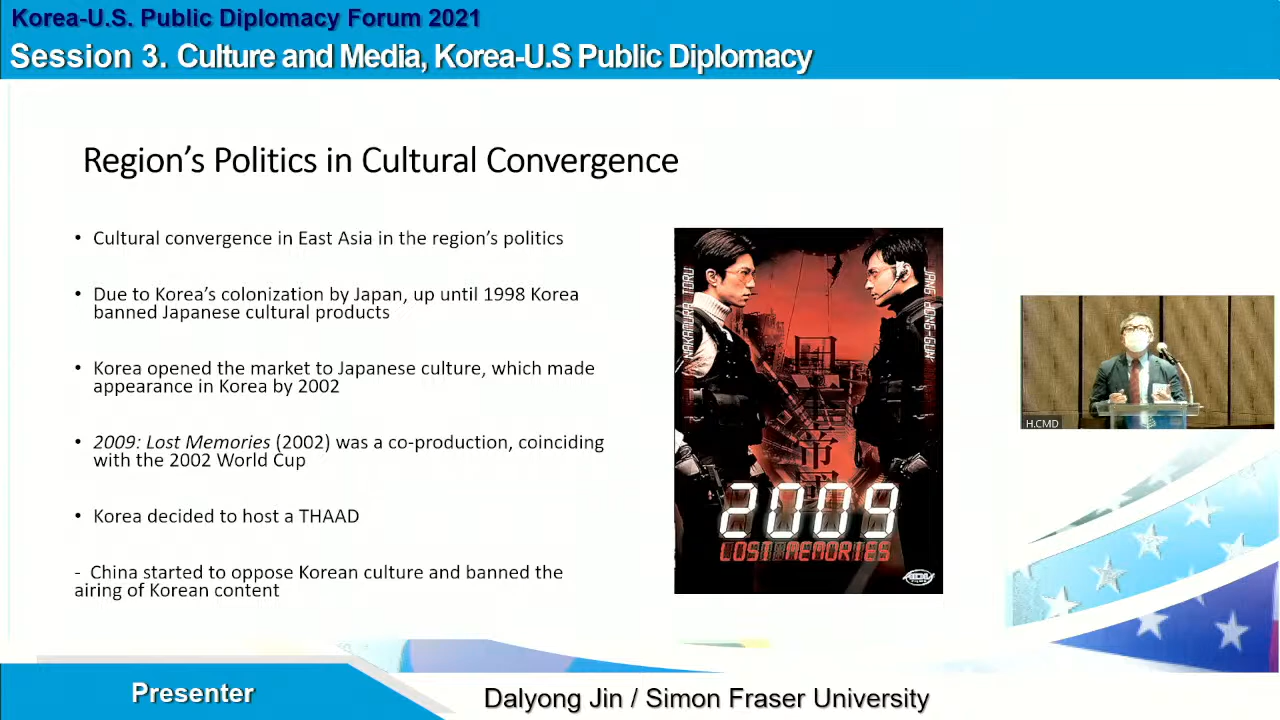 Korea-U.S. Public Diplomacy Forum 2021
Session 3. Culture and Media, Korea-U.S Public Diplomacy
Region's Politics in Cultural Convergence
• Cultural convergence in East Asia in the region's politics
• Due to Korea's colonization by Japan, up until 1998 Korea
banned Japanese cultural products
• Korea opened the market to Japanese culture, which made
appearance in Korea by 2002
• 2009: Lost Memories (2002) was a co-production, coinciding
with the 2002 World Cup
• Korea decided to host a THAAD
- China started to oppose Korean culture and banned the
airing of Korean content
NAKAMURA TORU
JANG DONG-GUN
2009
LOST MEMORIES
H.CMD
Presenter
Dalyong Jin / Simon Fraser University